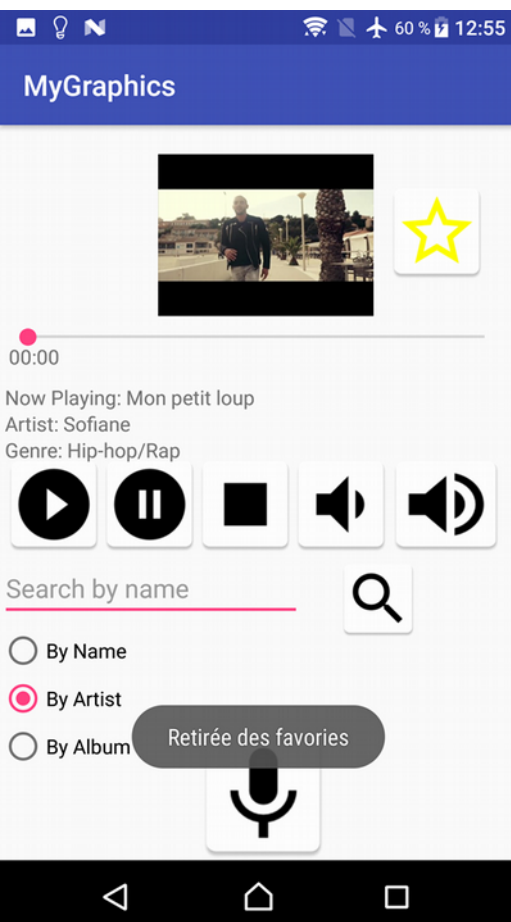 60 % 12:55
MyGraphics
00:00
Now Playing: Mon petit loup
Artist: Sofiane
Genre: Hip-hop/Rap
Search by name
By Name
By Artist
Retirée des favories
By Album